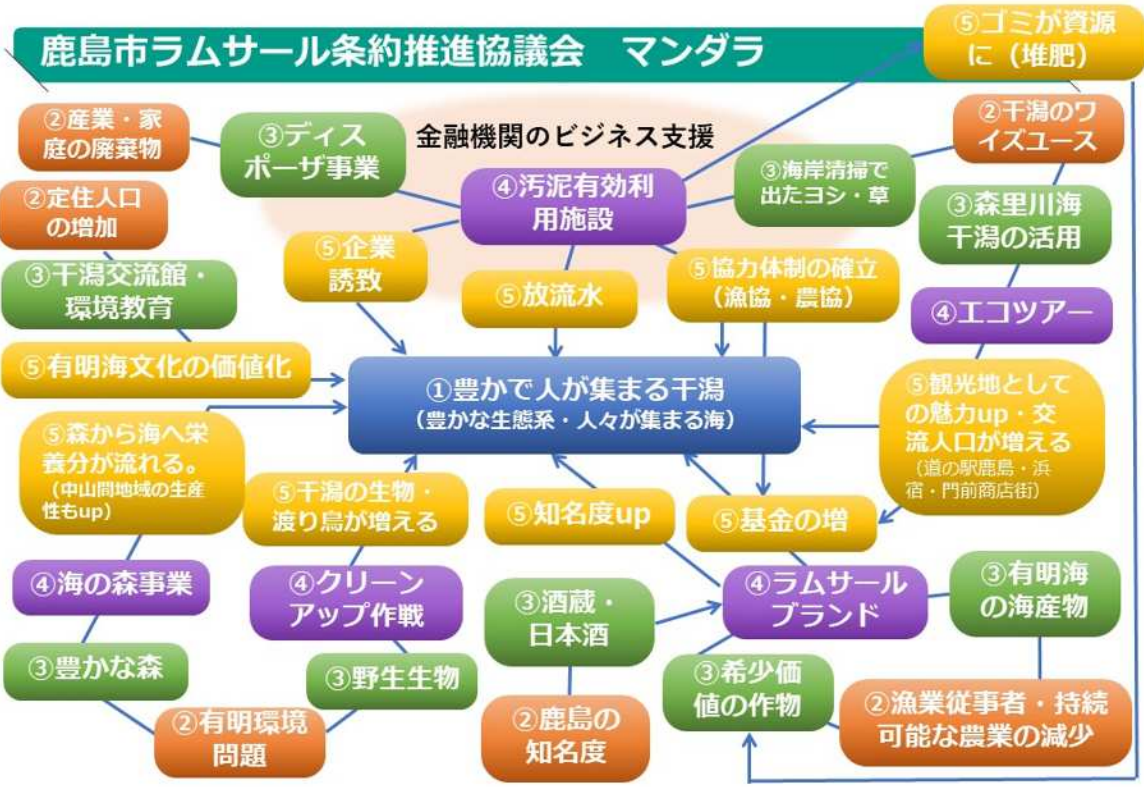 鹿島市ラムサール条約推進協議会　マンダラ
⑤ゴミが資源
に（堆肥）
②産業・家
庭の廃棄物
③ディス
ポーザ事業
金融機関のビジネス支援
②干潟のワ
イズユース
④汚泥有効利
用施設
③海岸清掃で
出たヨシ・草
②定住人口
の増加
③森里川海
干潟の活用
⑤企業
誘致
⑤放流水
⑤協力体制の確立
（漁協・農協）
③干潟交流館・
環境教育
④エコツアー
⑤有明海文化の価値化
①豊かで人が集まる干潟
（豊かな生態系・人々が集まる海）
⑤観光地として
の魅力up・交
流人口が増える
（道の駅鹿島・浜
宿・門前商店街）
⑤森から海へ栄
養分が流れる。
（中山間地域の生産
性もup）
⑤干潟の生物・
渡り鳥が増える
⑤知名度up
⑤基金の増
④海の森事業
④クリーン
アップ作戦
③酒蔵・
日本酒
④ラムサール
ブランド
③有明海
の海産物
③豊かな森
③野生生物
③希少価
値の作物
②有明環境
問題
②鹿島の
知名度
②漁業従事者・持続
可能な農業の減少